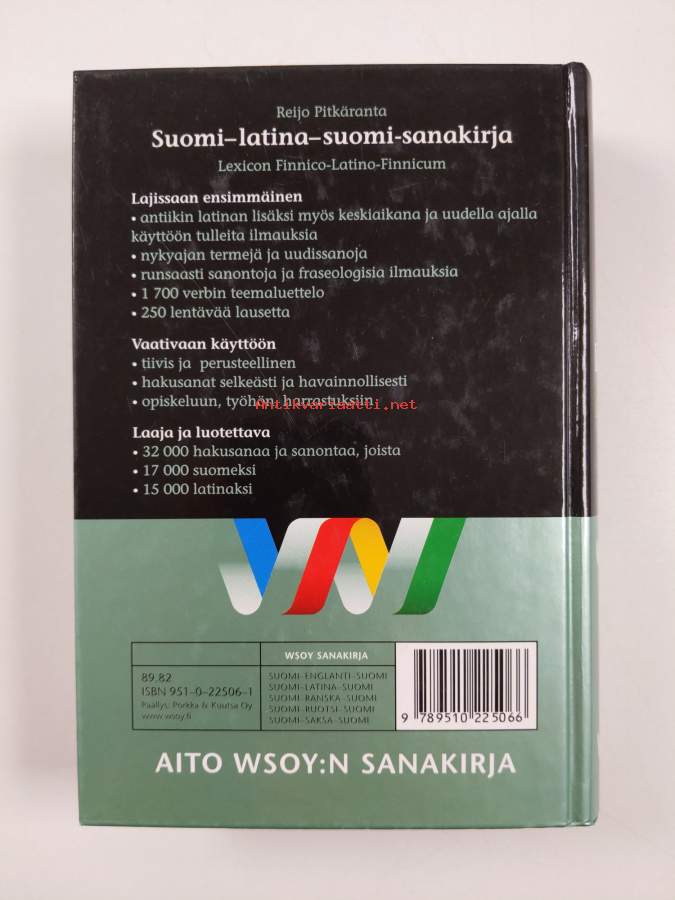 Reijo Pitkäranta
Suomi–latina–suomi-sanakirja
Lexicon Finnico-Latino-Finnicum
Lajissaan ensimmäinen
• antiikin latinan lisäksi myös keskiaikana ja uudella ajalla
käyttöön tulleita ilmauksia
• nykyajan termejä ja uudissanoja
• runsaasti sanontoja ja fraseologisia ilmauksia
• 1 700 verbin teemaluettelo
• 250 lentävää lausetta
Vaativaan käyttöön
• tiivis ja perusteellinen
• hakusanat selkeästi ja havainnollisesti
• opiskeluun, työhön, harrastuksiin
Antikvariaatti.net
Laaja ja luotettava
• 32 000 hakusanaa ja sanontaa, joista
• 17 000 suomeksi
• 15 000 latinaksi
WSOY SANAKIRJA
89.82
ISBN 951–0–22506–1
Päällys: Porkka & Kuutsa Oy
www.wsoy.fi
SUOMI–ENGLANTI–SUOMI
SUOMI–LATINA–SUOMI
SUOMI–RANSKA–SUOMI
SUOMI–RUOTSI–SUOMI
SUOMI–SAKSA–SUOMI
9 789510 225066
AITO WSOY:N SANAKIRJA